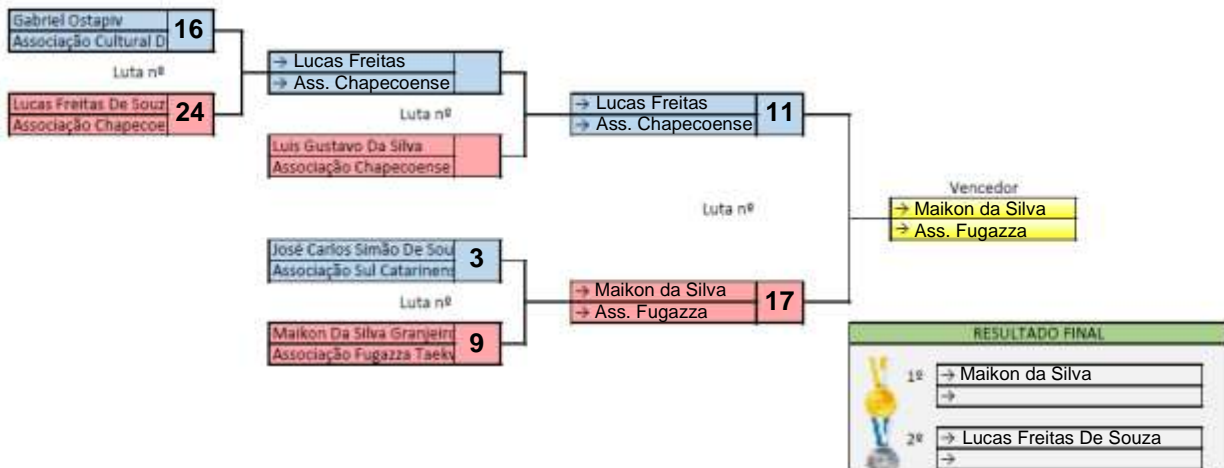 Gabriel Ostapiv 16
Associação Cultural D
Luta nº
Lucas Freitas De Souz 24
Associação Chapecoe
→ Lucas Freitas
→ Ass. Chapecoense
Luta nº
Luis Gustavo Da Silva
Associação Chapecoense
→ Lucas Freitas 11
→ Ass. Chapecoense
Luta nº
Vencedor
→ Maikon da Silva
→ Ass. Fugazza
José Carlos Simão De Sou 3
Associação Sul Catarinens
Luta nº
Maikon Da Silva Granjeiro 9
Associação Fugazza Taekv
→ Maikon da Silva 17
→ Ass. Fugazza
RESULTADO FINAL
1º → Maikon da Silva
→
2º → Lucas Freitas De Souza
→